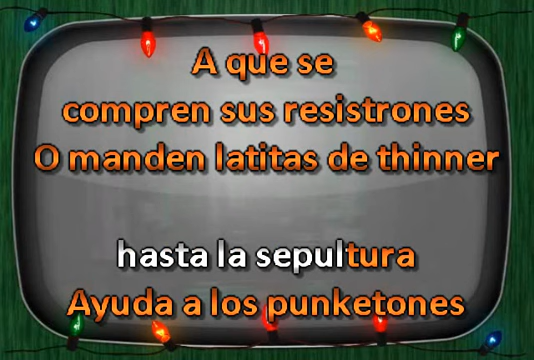 A que se
compren sus resistrones
O manden latitas de thinner
hasta la sepultura
Ayuda a los punketones